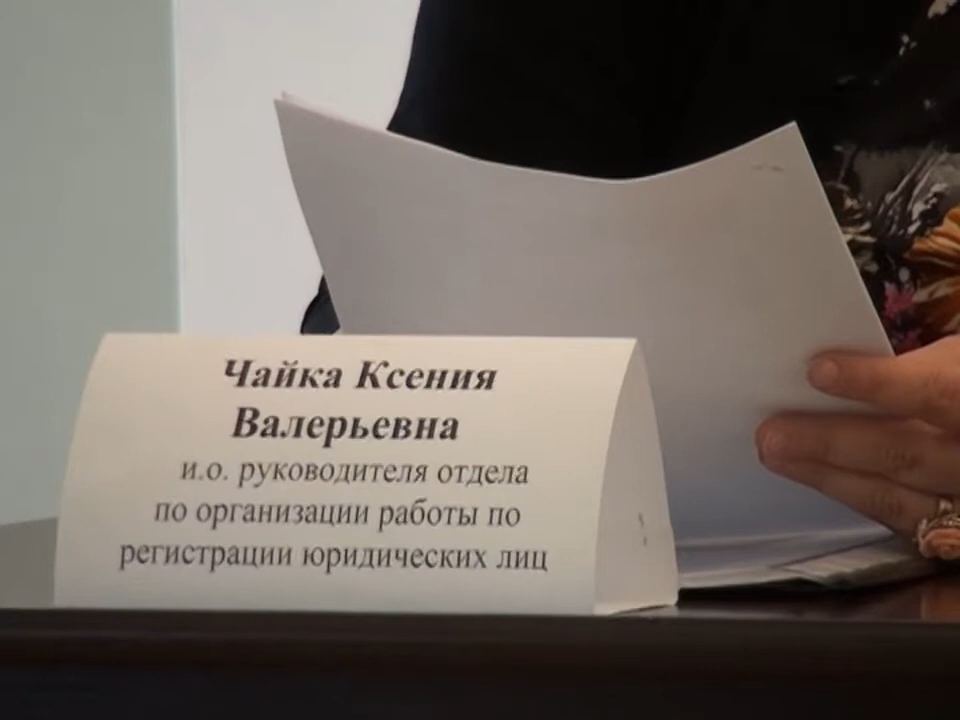 Чайка Ксения
Валерьевна
и.о. руководителя отдела
по организации работы по
регистрации юридических лиц